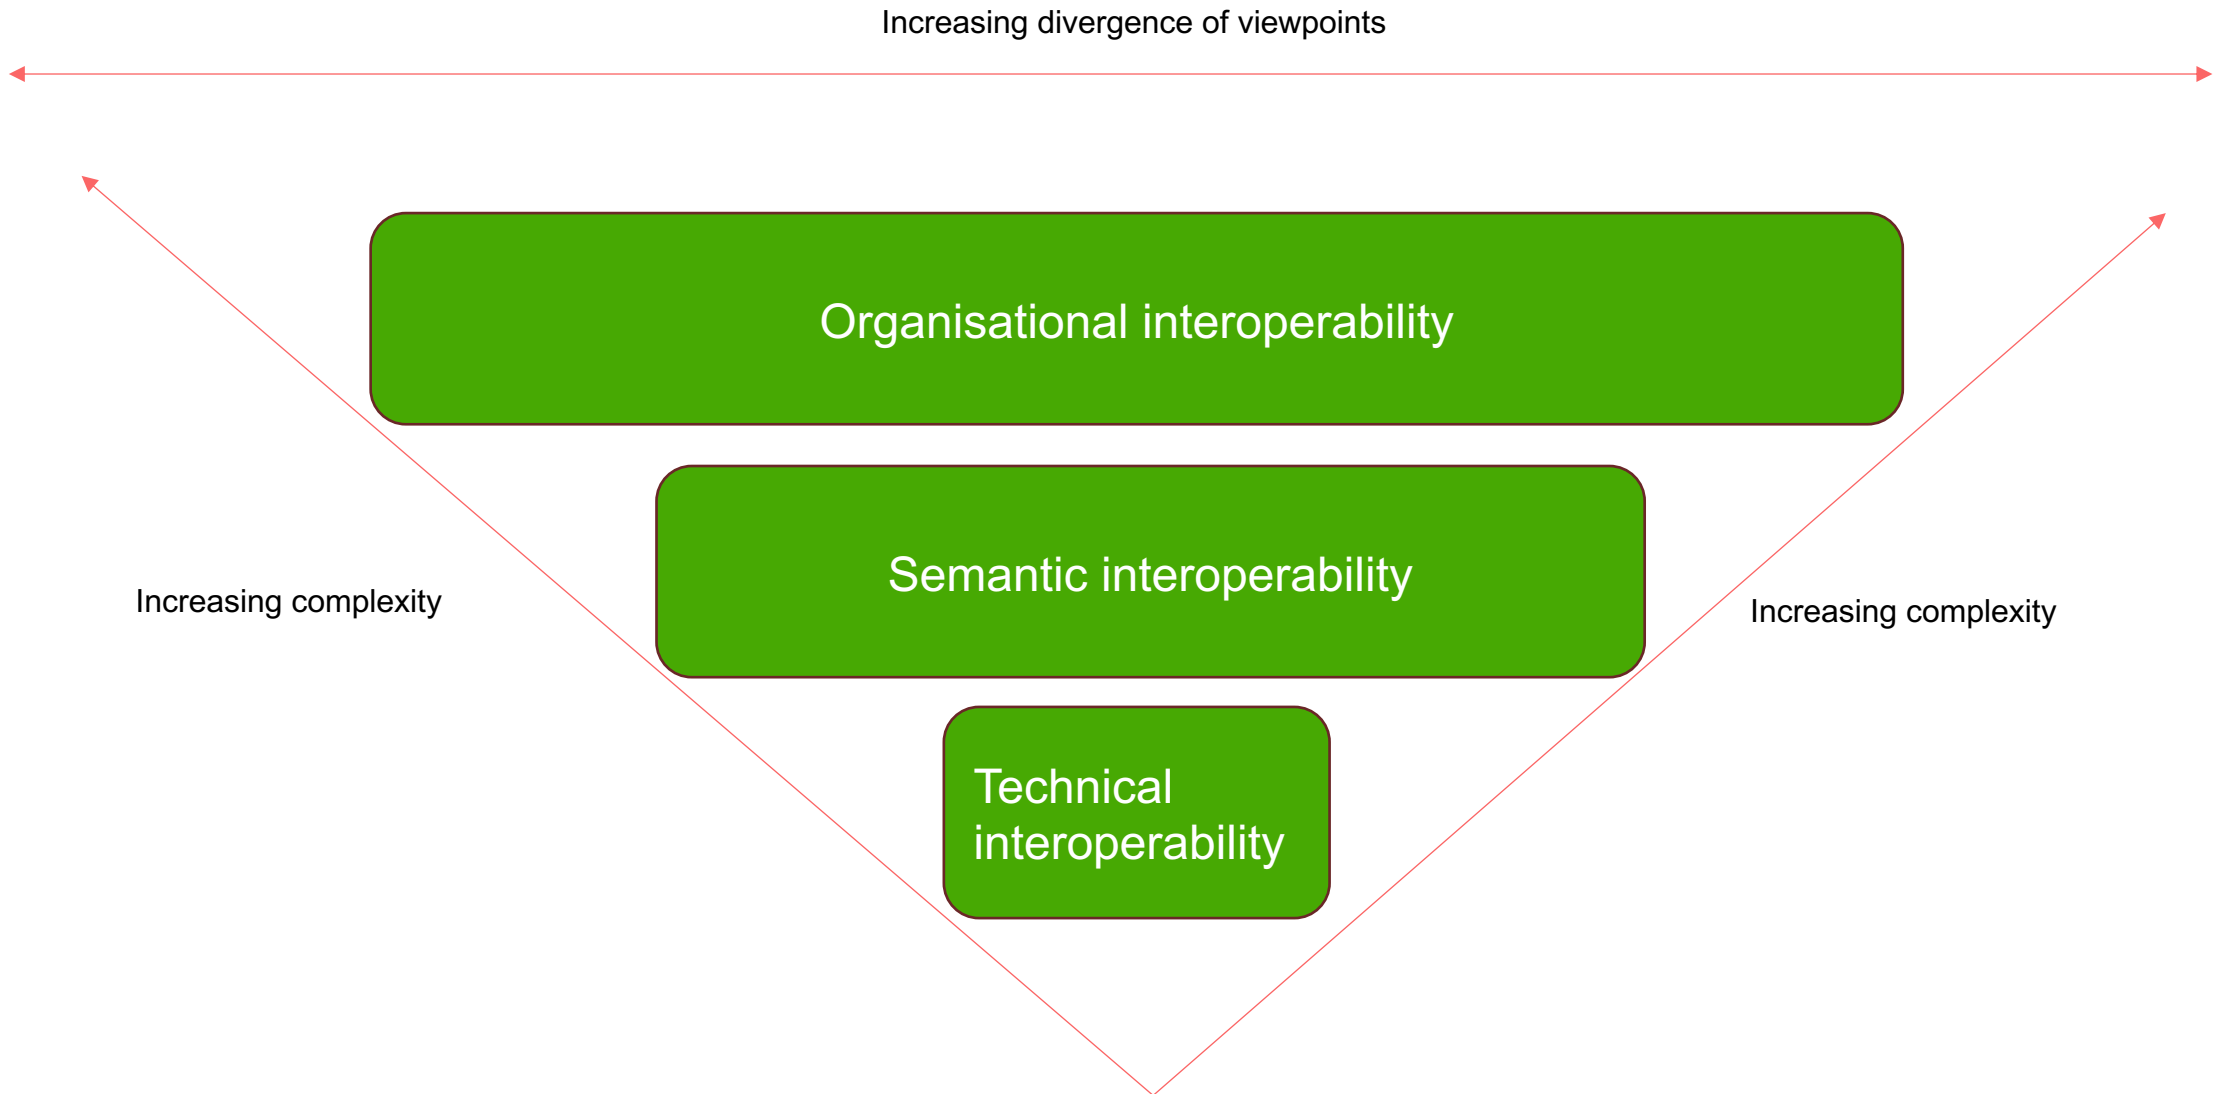 Increasing divergence of viewpoints
Organisational interoperability
Semantic interoperability
Increasing complexity
Increasing complexity
Technical
interoperability